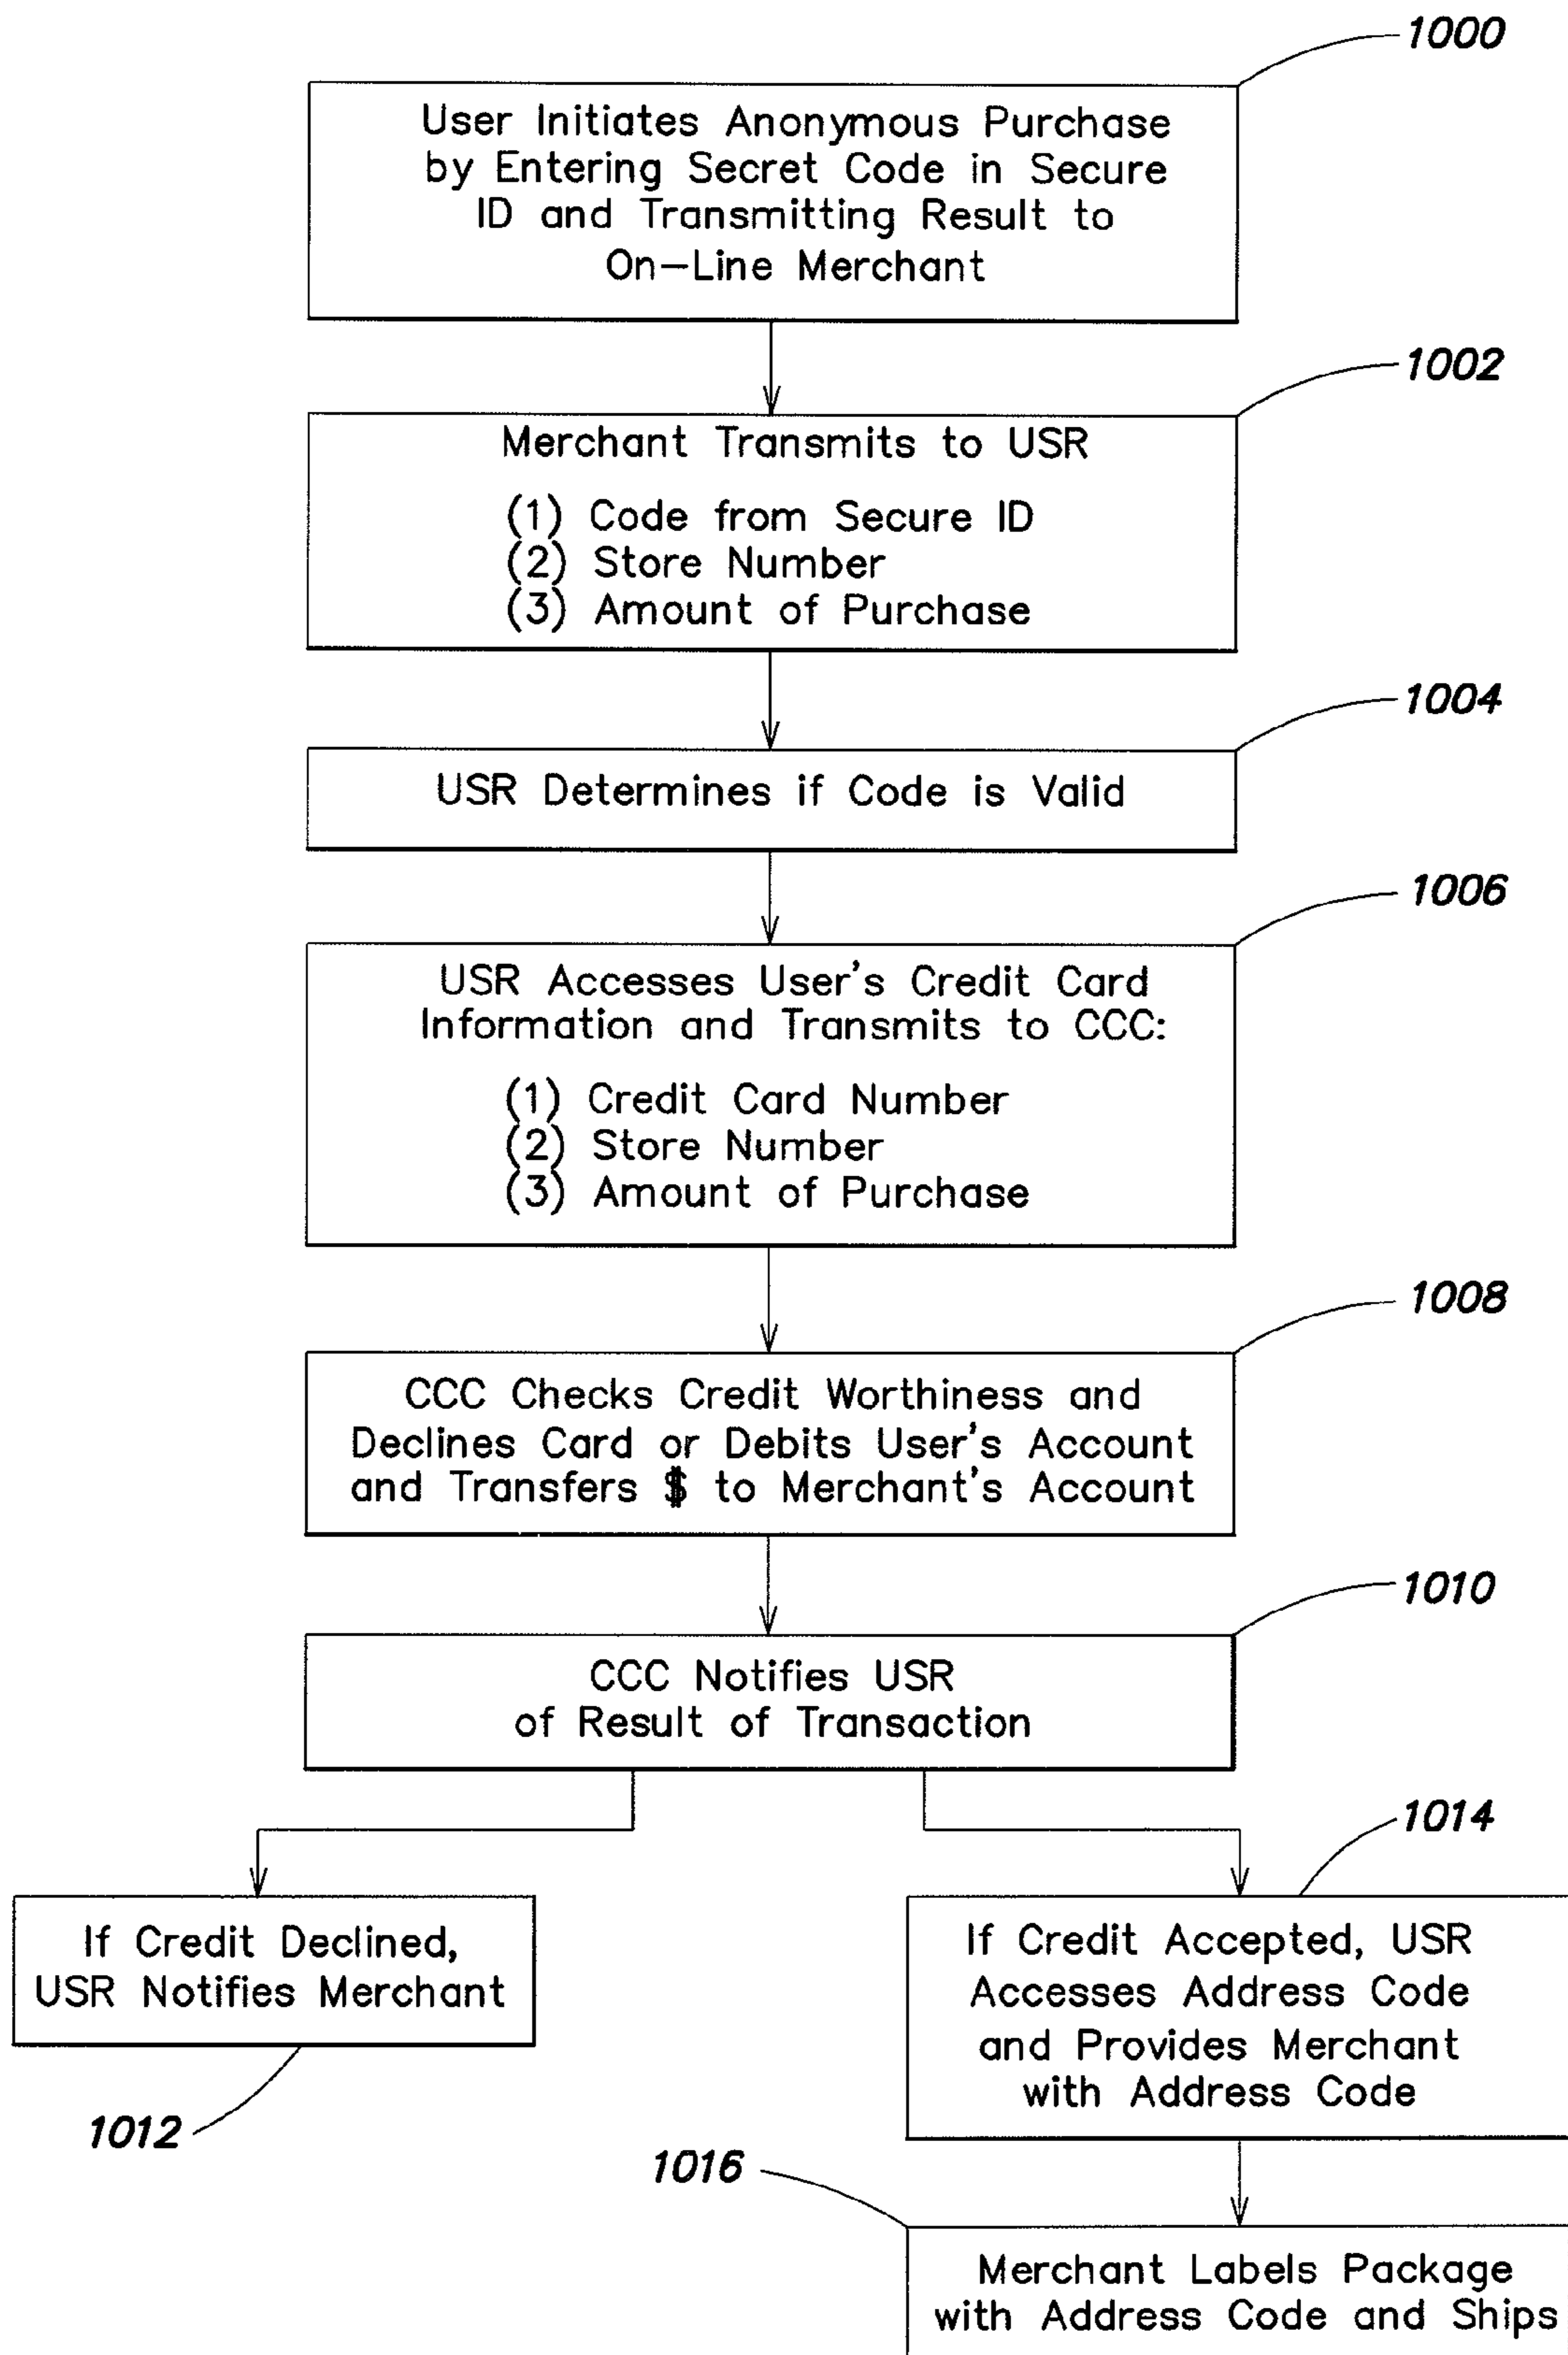 1000
User Initiates Anonymous Purchase
by Entering Secret Code in Secure
ID and Transmitting Result to
On-Line Merchant
1002
Merchant Transmits to USR
(1) Code from Secure ID
(2) Store Number
(3) Amount of Purchase
1004
USR Determines if Code is Valid
1006
USR Accesses User's Credit Card
Information and Transmits to CCC:
(1) Credit Card Number
(2) Store Number
(3) Amount of Purchase
1008
CCC Checks Credit Worthiness and
Declines Card or Debits User's Account
and Transfers $ to Merchant's Account
1010
CCC Notifies USR
of Result of Transaction
If Credit Declined,
USR Notifies Merchant
1012
1014
If Credit Accepted, USR
Accesses Address Code
and Provides Merchant
with Address Code
1016
Merchant Labels Package
with Address Code and Ships